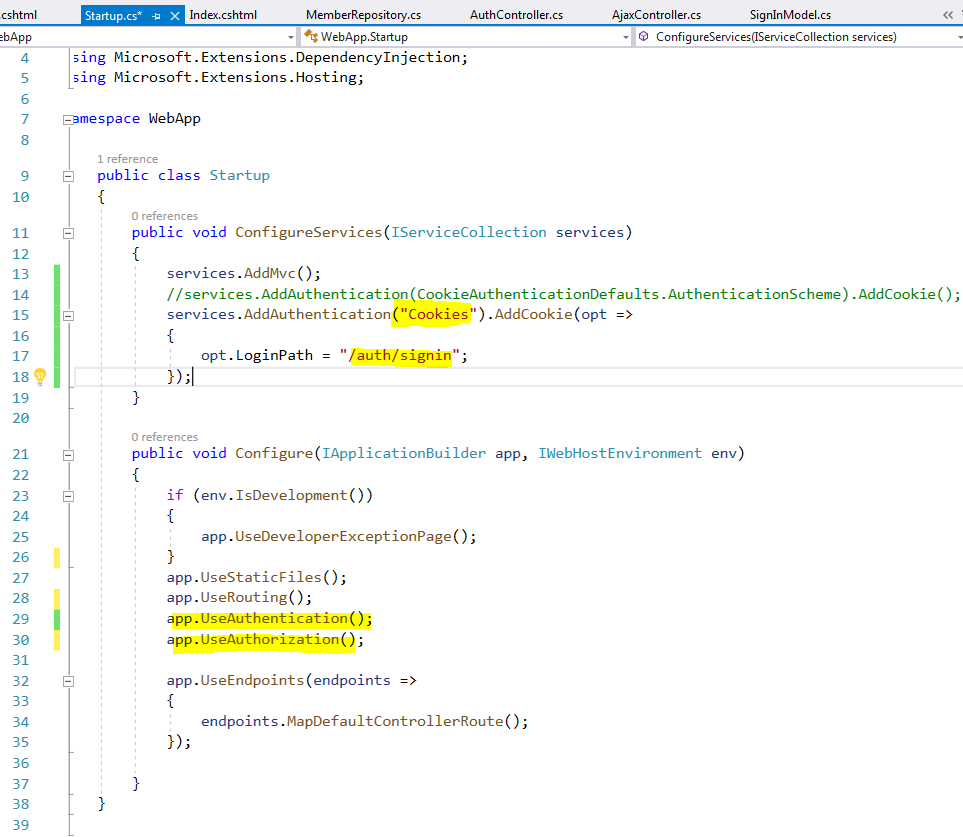 .cshtml Startup.cs* Index.cshtml MemberRepository.cs AuthController.cs AjaxController.cs SignInModel.cs
ebApp WebApp.Startup ConfigureServices(IServiceCollection services)
4 sing Microsoft.Extensions.DependencyInjection;
5 sing Microsoft.Extensions.Hosting;
6
7 amespace WebApp
8
1 reference
9 public class Startup
10 {
0 references
11 public void ConfigureServices(IServiceCollection services)
12 {
13 services.AddMvc();
14 //services.AddAuthentication(CookieAuthenticationDefaults.AuthenticationScheme).AddCookie();
15 services.AddAuthentication("Cookies").AddCookie(opt =>
16 {
17 opt.LoginPath = "/auth/signin";
18 });
19 }
20
0 references
21 public void Configure(IApplicationBuilder app, IWebHostEnvironment env)
22 {
23 if (env.IsDevelopment())
24 {
25 app.UseDeveloperExceptionPage();
26 }
27 app.UseStaticFiles();
28 app.UseRouting();
29 app.UseAuthentication();
30 app.UseAuthorization();
31
32 app.UseEndpoints(endpoints =>
33 {
34 endpoints.MapDefaultControllerRoute();
35 });
36
37 }
38 }
39